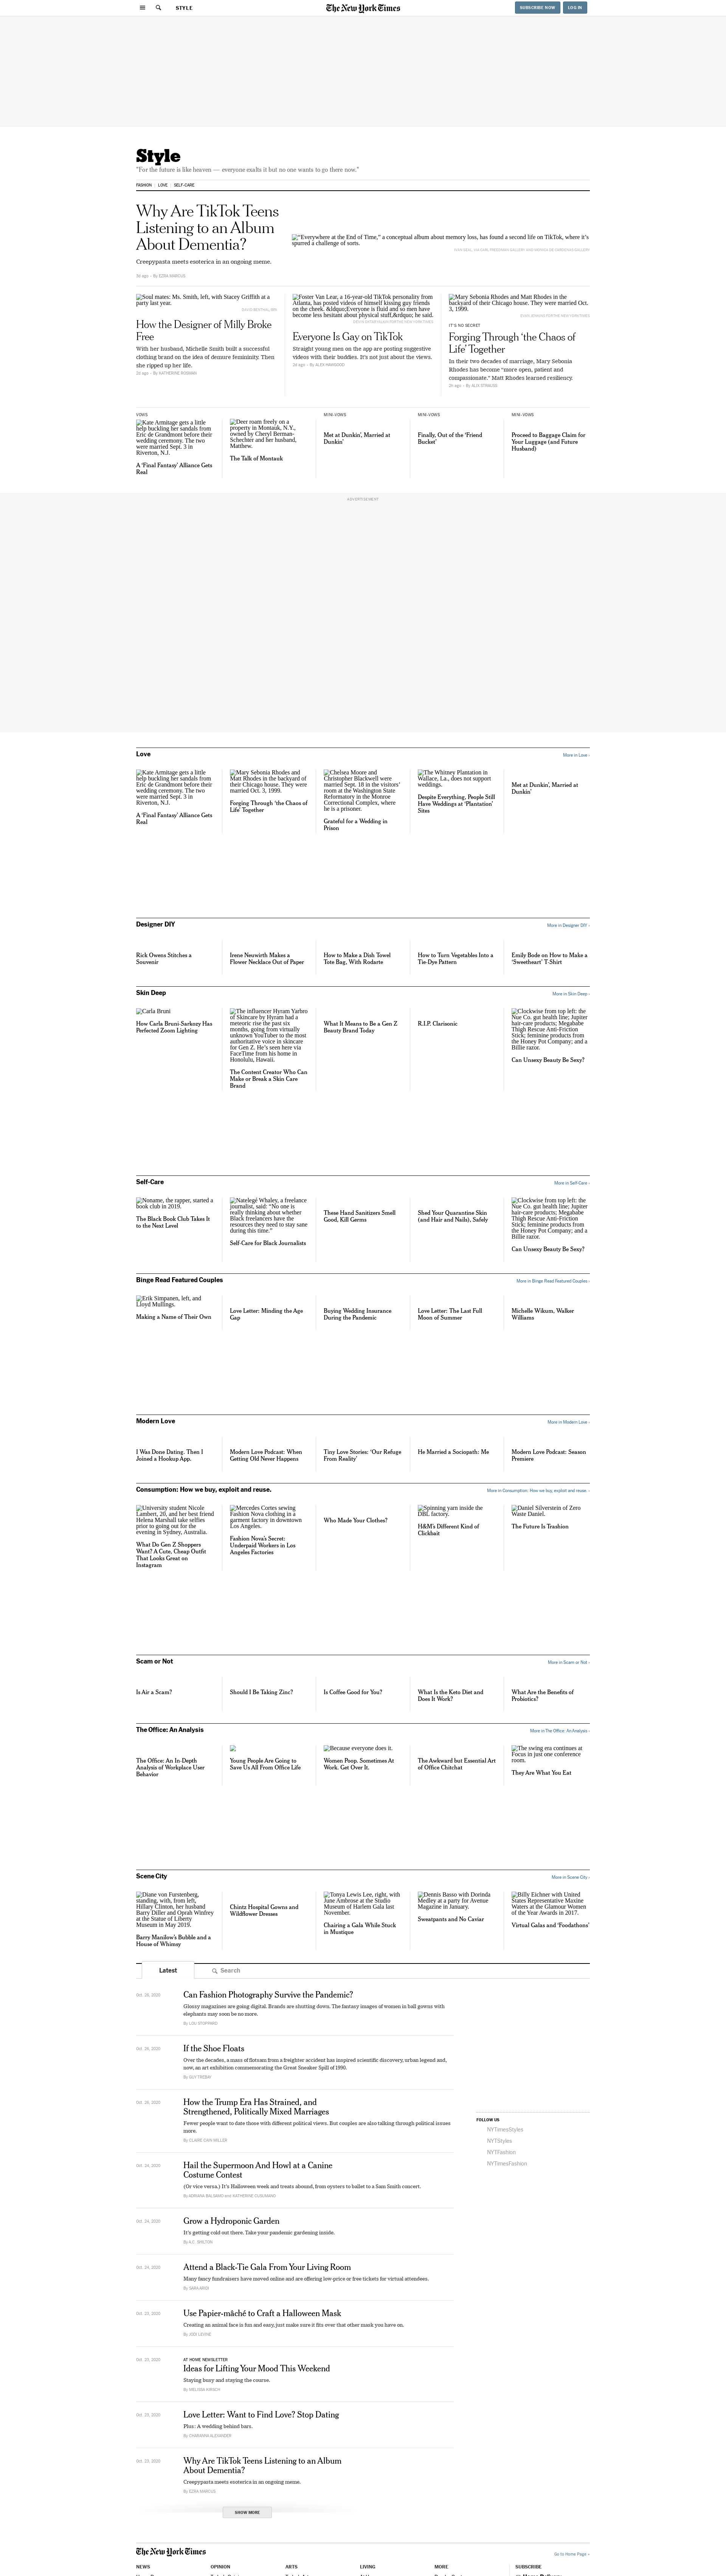 STYLE
The New York Times
SUBSCRIBE NOW
LOG IN
Style
"For the future is like heaven — everyone exalts it but no one wants to go there now."
FASHION
LOVE
SELF-CARE
Why Are TikTok Teens
Listening to an Album
About Dementia?
Creepypasta meets esoterica in an ongoing meme.
3d ago · By EZRA MARCUS
"Everywhere at the End of Time," a conceptual album about memory loss, has found a second life on TikTok, where it's
spurred a challenge of sorts.
Soul mates: Ms. Smith, left, with Stacey Griffith at a
party last year.
How the Designer of Milly Broke
Free
With her husband, Michelle Smith built a successful
clothing brand on the idea of demure femininity. Then
she ripped up her life.
2d ago · By KATHERINE ROSMAN
Foster Van Lear, a 16-year-old TikTok personality from
Atlanta, has posted videos of himself kissing guy friends
on the cheek. &ldquo;Everyone is fluid and so men have
become less hesitant about physical stuff,&rdquo; he said.
Everyone Is Gay on TikTok
Straight young men on the app are posting suggestive
videos with their buddies. It's not just about the views.
2d ago · By ALEX HAWGOOD
Mary Sebonia Rhodes and Matt Rhodes in the
backyard of their Chicago house. They were married Oct.
3, 1999.
IT'S NO SECRET
Forging Through 'the Chaos of
Life' Together
In their two decades of marriage, Mary Sebonia
Rhodes has become "more open, patient and
compassionate." Matt Rhodes learned resiliency.
2d ago · By ALIX STRAUSS
VOWS
Kate Armitage gets a little
help buckling her sandals from
Eric de Grandmont before their
wedding ceremony. The two
were married Sept. 3 in
Riverton, N.J.
A 'Final Fantasy' Alliance Gets
Real
Deer roam freely on a
property in Montauk, N.Y.,
owned by Cheryl Berman-
Schechter and her husband,
Matthew.
The Talk of Montauk
MINI-VOWS
Met at Dunkin', Married at
Dunkin'
MINI-VOWS
Finally, Out of the 'Friend
Bucket'
MINI-VOWS
Proceed to Baggage Claim for
Your Luggage (and Future
Husband)
ADVERTISEMENT
Love
More in Love ›
Kate Armitage gets a little
help buckling her sandals from
Eric de Grandmont before their
wedding ceremony. The two
were married Sept. 3 in
Riverton, N.J.
A 'Final Fantasy' Alliance Gets
Real
Mary Sebonia Rhodes and
Matt Rhodes in the backyard of
their Chicago house. They were
married Oct. 3, 1999.
Forging Through 'the Chaos of
Life' Together
Chelsea Moore and
Christopher Blackwell were
married Sept. 18 in the visitors'
room at the Washington State
Reformatory in the Monroe
Correctional Complex, where
he is a prisoner.
Grateful for a Wedding in
Prison
The Whitney Plantation in
Wallace, La., does not support
weddings.
Despite Everything, People Still
Have Weddings at 'Plantation'
Sites
Met at Dunkin', Married at
Dunkin'
Designer DIY
More in Designer DIY ›
Rick Owens Stitches a
Souvenir
Irene Neuwirth Makes a
Flower Necklace Out of Paper
How to Make a Dish Towel
Tote Bag, With Rodarte
How to Turn Vegetables Into a
Tie-Dye Pattern
Emily Bode on How to Make a
'Sweetheart' T-Shirt
Skin Deep
More in Skin Deep ›
Carla Bruni
How Carla Bruni-Sarkozy Has
Perfected Zoom Lighting
The influencer Hyram Yarbro
of Skincare by Hyram had a
meteoric rise the past six
months, going from virtually
unknown YouTuber to the most
authoritative voice in skincare
for Gen Z. He's seen here via
FaceTime from his home in
Honolulu, Hawaii.
The Content Creator Who Can
Make or Break a Skin Care
Brand
What It Means to Be a Gen Z
Beauty Brand Today
R.I.P. Clarisonic
Clockwise from top left: the
Nue Co. gut health line; Jupiter
hair-care products; Megababe
Thigh Rescue Anti-Friction
Stick; feminine products from
the Honey Pot Company; and a
Billie razor.
Can Unsexy Beauty Be Sexy?
Self-Care
More in Self-Care ›
Noname, the rapper, started a
book club in 2019.
The Black Book Club Takes It
to the Next Level
Natelegé Whaley, a freelance
journalist, said: "No one is
really thinking about whether
Black freelancers have the
resources they need to stay sane
during this time."
Self-Care for Black Journalists
These Hand Sanitizers Smell
Good, Kill Germs
Shed Your Quarantine Skin
(and Hair and Nails), Safely
Clockwise from top left: the
Nue Co. gut health line; Jupiter
hair-care products; Megababe
Thigh Rescue Anti-Friction
Stick; feminine products from
the Honey Pot Company; and a
Billie razor.
Can Unsexy Beauty Be Sexy?
Binge Read Featured Couples
More in Binge Read Featured Couples ›
Erik Simpanen, left, and
Lloyd Mullings.
Making a Name of Their Own
Love Letter: Minding the Age
Gap
Buying Wedding Insurance
During the Pandemic
Love Letter: The Last Full
Moon of Summer
Michelle Wikum, Walker
Williams
Modern Love
More in Modern Love ›
I Was Done Dating. Then I
Joined a Hookup App.
Modern Love Podcast: When
Getting Old Never Happens
Tiny Love Stories: 'Our Refuge
From Reality'
He Married a Sociopath: Me
Modern Love Podcast: Season
Premiere
Consumption: How we buy, exploit and reuse.
More in Consumption: How we buy, exploit and reuse. ›
University student Nicole
Lambert, 20, and her best friend
Helena Marshall take selfies
prior to going out for the
evening in Sydney, Australia.
What Do Gen Z Shoppers
Want? A Cute, Cheap Outfit
That Looks Great on
Instagram
Mercedes Cortes sewing
Fashion Nova clothing in a
garment factory in downtown
Los Angeles.
Fashion Nova's Secret:
Underpaid Workers in Los
Angeles Factories
Who Made Your Clothes?
Spinning yarn inside the
DBL factory.
H&M's Different Kind of
Clickbait
Daniel Silverstein of Zero
Waste Daniel.
The Future Is Trashion
Scam or Not
More in Scam or Not ›
Is Air a Scam?
Should I Be Taking Zinc?
Is Coffee Good for You?
What Is the Keto Diet and
Does It Work?
What Are the Benefits of
Probiotics?
The Office: An Analysis
More in The Office: An Analysis ›
The Office: An In-Depth
Analysis of Workplace User
Behavior
Young People Are Going to
Save Us All From Office Life
Because everyone does it.
Women Poop. Sometimes At
Work. Get Over It.
The Awkward but Essential Art
of Office Chitchat
The swing era continues at
Focus in just one conference
room.
They Are What You Eat
Scene City
More in Scene City ›
Diane von Furstenberg,
standing, with, from left,
Hillary Clinton, her husband
Barry Diller and Oprah Winfrey
at the Statue of Liberty
Museum in May 2019.
Barry Manilow's Bubble and a
House of Whimsy
Chintz Hospital Gowns and
Wildflower Dresses
Tonya Lewis Lee, right, with
June Ambrose at the Studio
Museum of Harlem Gala last
November.
Chairing a Gala While Stuck
in Mustique
Dennis Basso with Dorinda
Medley at a party for Avenue
Magazine in January.
Sweatpants and No Caviar
Billy Eichner with United
States Representative Maxine
Waters at the Glamour Women
of the Year Awards in 2017.
Virtual Galas and 'Foodathons'
Latest
Search
Can Fashion Photography Survive the Pandemic?
Glossy magazines are going digital. Brands are shutting down. The fantasy images of women in ball gowns with
elephants may soon be no more.
By LOU STOPPARD
If the Shoe Floats
Over the decades, a mass of flotsam from a freighter accident has inspired scientific discovery, urban legend and,
now, an art exhibition commemorating the Great Sneaker Spill of 1990.
By GUY TREBAY
How the Trump Era Has Strained, and
Strengthened, Politically Mixed Marriages
Fewer people want to date those with different political views. But couples are also talking through political issues
more.
By CLAIRE CAIN MILLER
Hail the Supermoon And Howl at a Canine
Costume Contest
(Or vice versa.) It's Halloween week and treats abound, from oysters to ballet to a Sam Smith concert.
By ADRIANA BALSAMO and KATHERINE CUSUMANO
Oct. 24, 2020
Grow a Hydroponic Garden
It's getting cold out there. Take your pandemic gardening inside.
By A.C. SHILTON
Oct. 24, 2020
Attend a Black-Tie Gala From Your Living Room
Many fancy fundraisers have moved online and are offering low-price or free tickets for virtual attendees.
By SARA ARIDI
Use Papier-mâché to Craft a Halloween Mask
Creating an animal face is fun and easy, just make sure it fits over that other mask you have on.
By JODI LEVINE
Oct. 23, 2020
AT HOME NEWSLETTER
Ideas for Lifting Your Mood This Weekend
Staying busy and staying the course.
By MELISSA KIRSCH
Oct. 23, 2020
Love Letter: Want to Find Love? Stop Dating
Plus: A wedding behind bars.
By CHARANNA ALEXANDER
Oct. 23, 2020
Why Are TikTok Teens Listening to an Album
About Dementia?
Creepypasta meets esoterica in an ongoing meme.
By EZRA MARCUS
SHOW MORE
FOLLOW US
NYTimesStyles
NYTStyles
NYTFashion
NYTimesFashion
The New York Times
Go to Home Page »
NEWS
OPINION
ARTS
LIVING
MORE
SUBSCRIBE